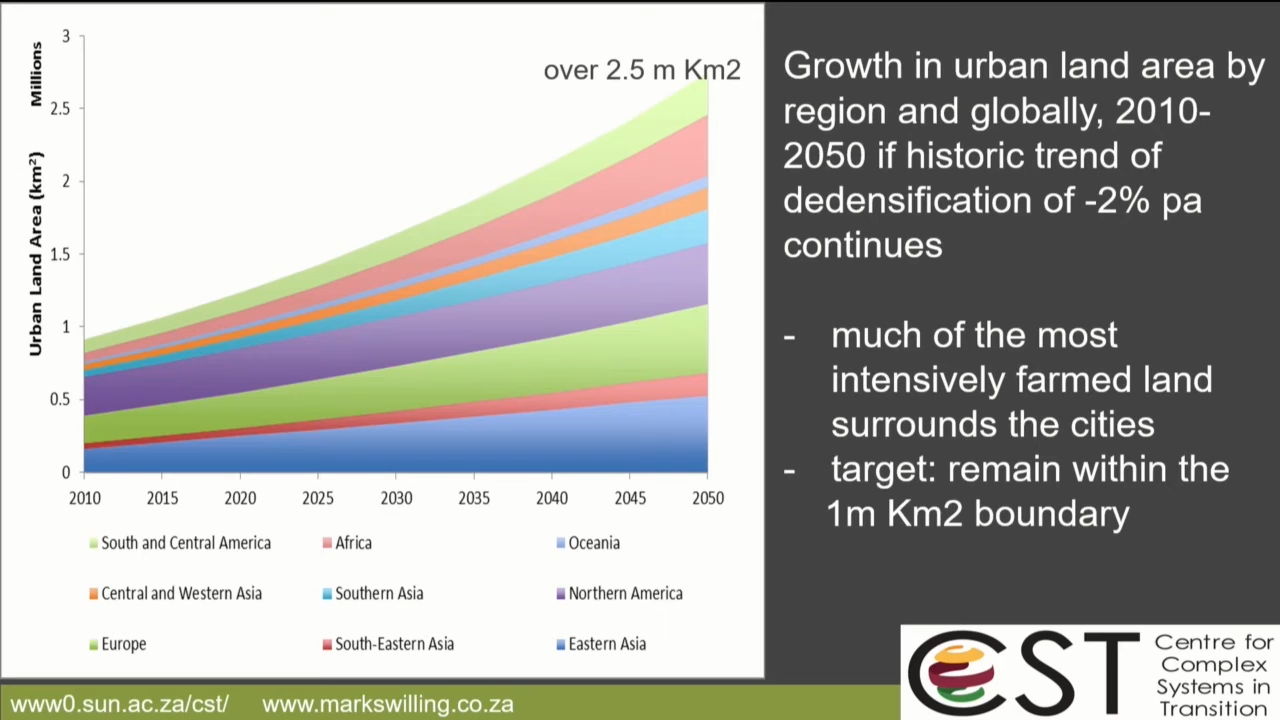 3
2.5
2
1.5
1
0.5
0
Millions
Urban Land Area (km²)
over 2.5 m Km2
2010 2015 2020 2025 2030 2035 2040 2045 2050
South and Central America Africa Oceania
Central and Western Asia Southern Asia Northern America
Europe South-Eastern Asia Eastern Asia
Growth in urban land area by
region and globally, 2010-
2050 if historic trend of
dedensification of -2% pa
continues
- much of the most
intensively farmed land
surrounds the cities
- target: remain within the
1m Km2 boundary
www0.sun.ac.za/cst/ www.markswilling.co.za
CST
Centre for
Complex
Systems in
Transition